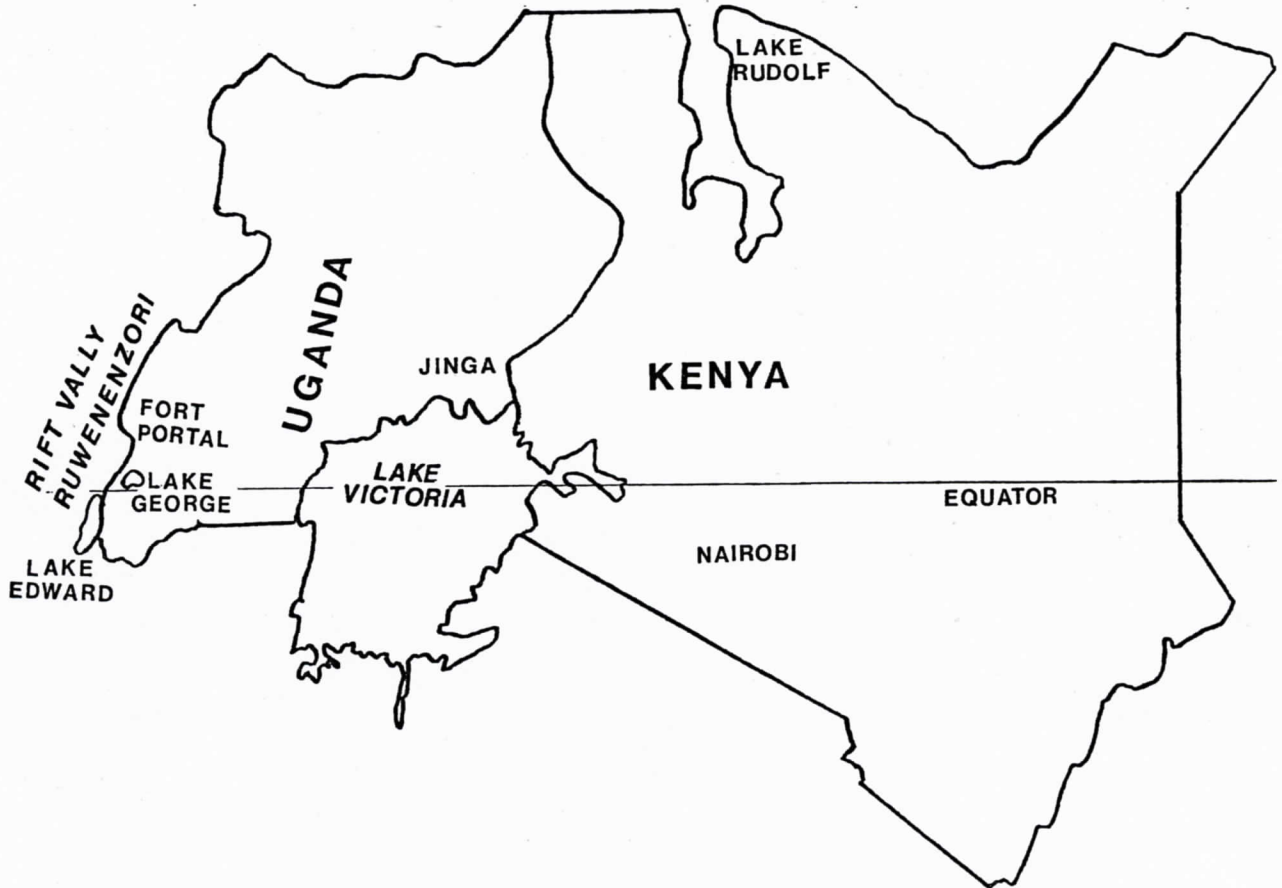 LAKE
RUDOLF
UGANDA
JINGA
KENYA
RIFT VALLY
RUWENENZORI
FORT
PORTAL
LAKE
GEORGE
LAKE
VICTORIA
EQUATOR
NAIROBI
LAKE
EDWARD